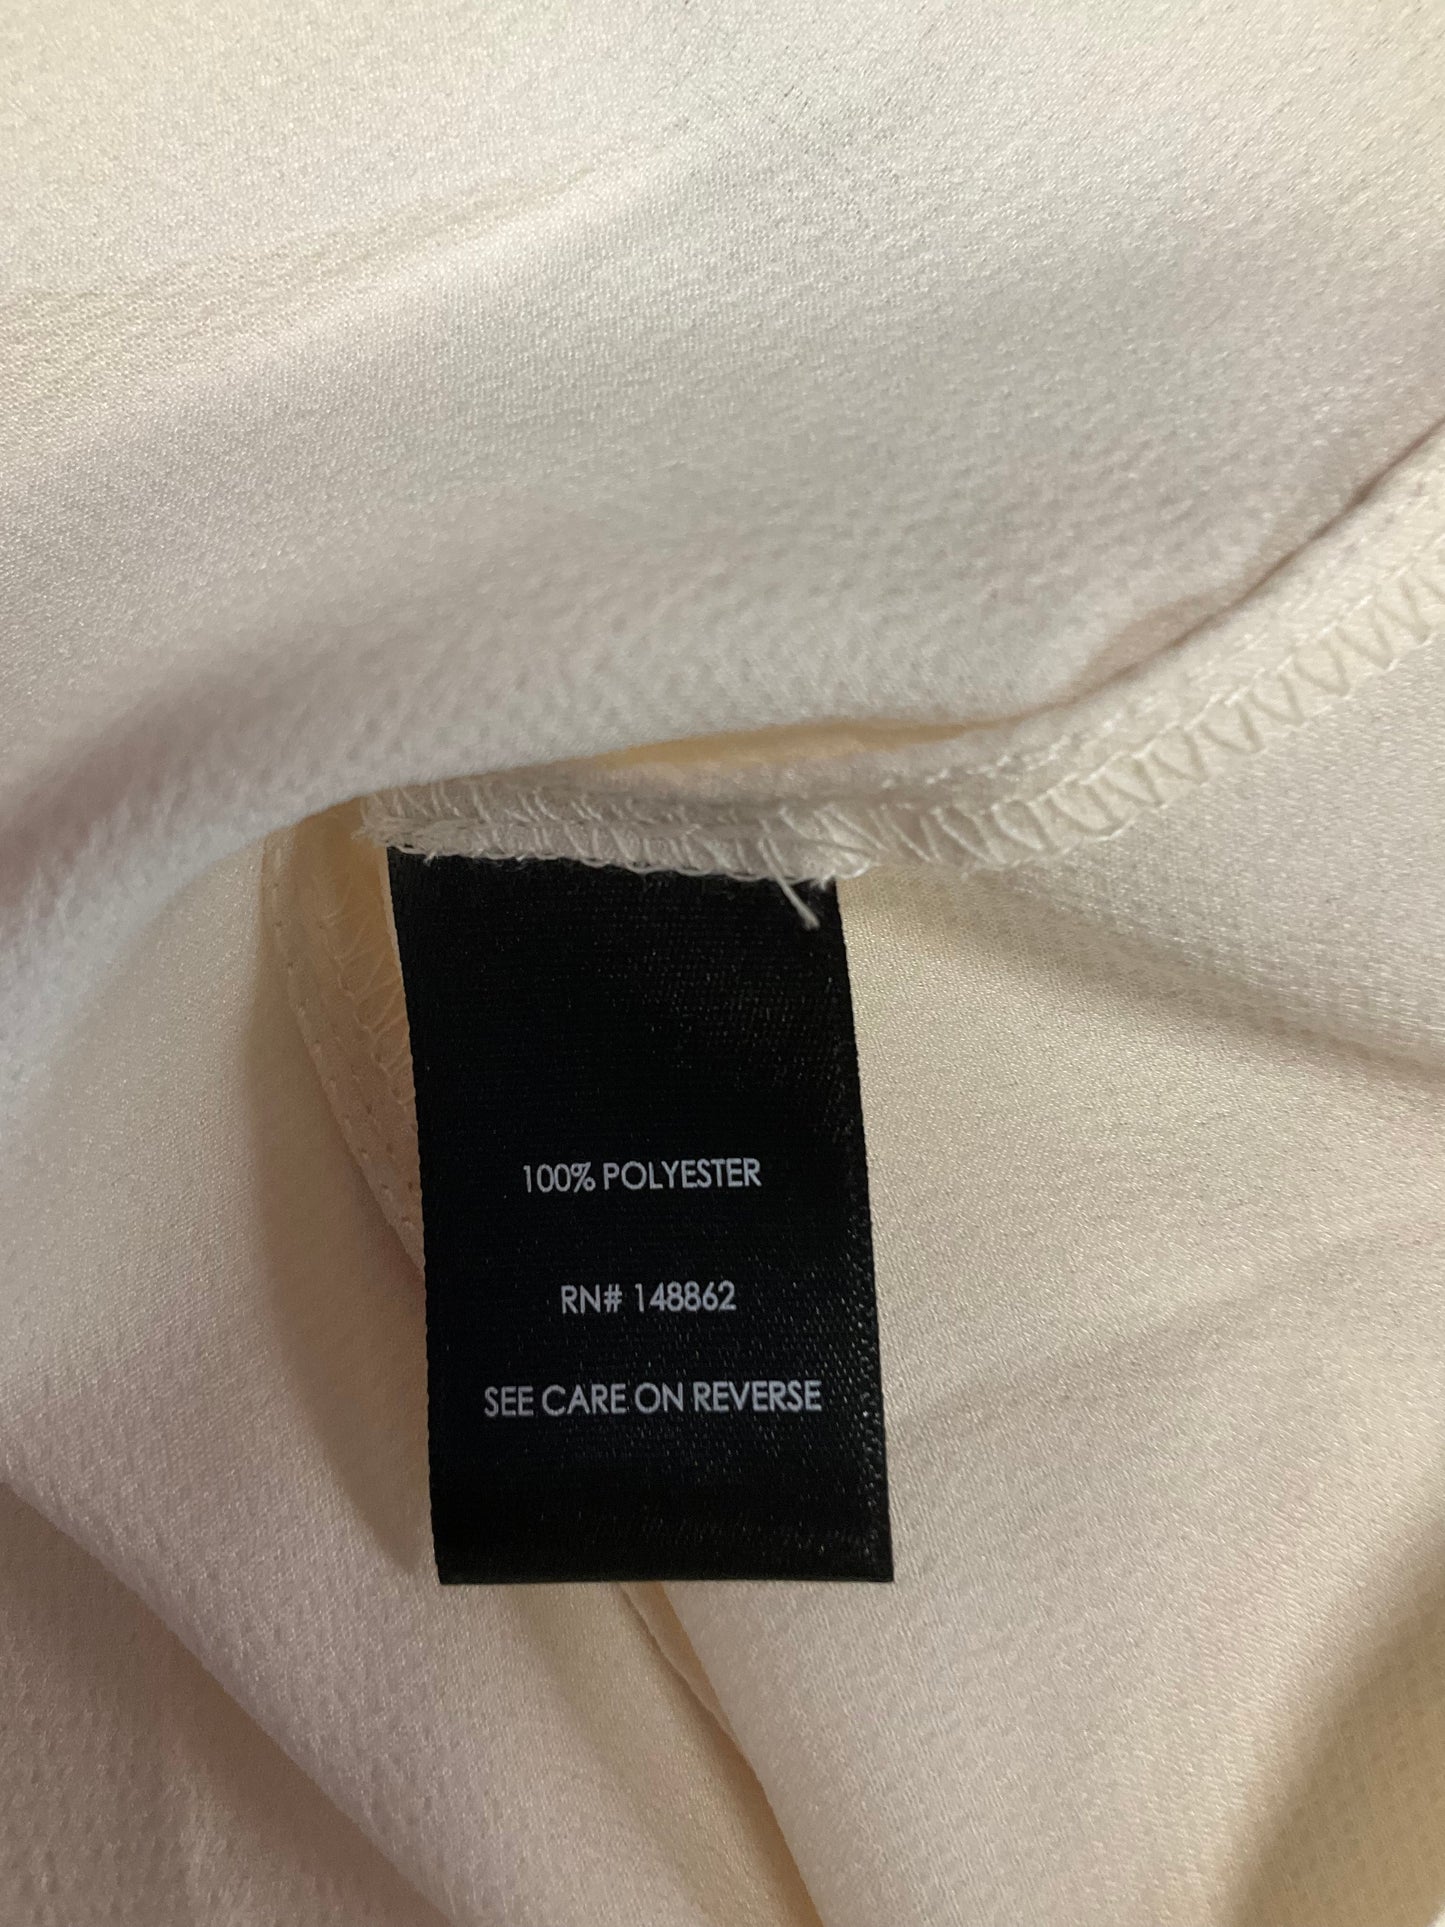 100% POLYESTER
RN# 148862
SEE CARE ON REVERSE